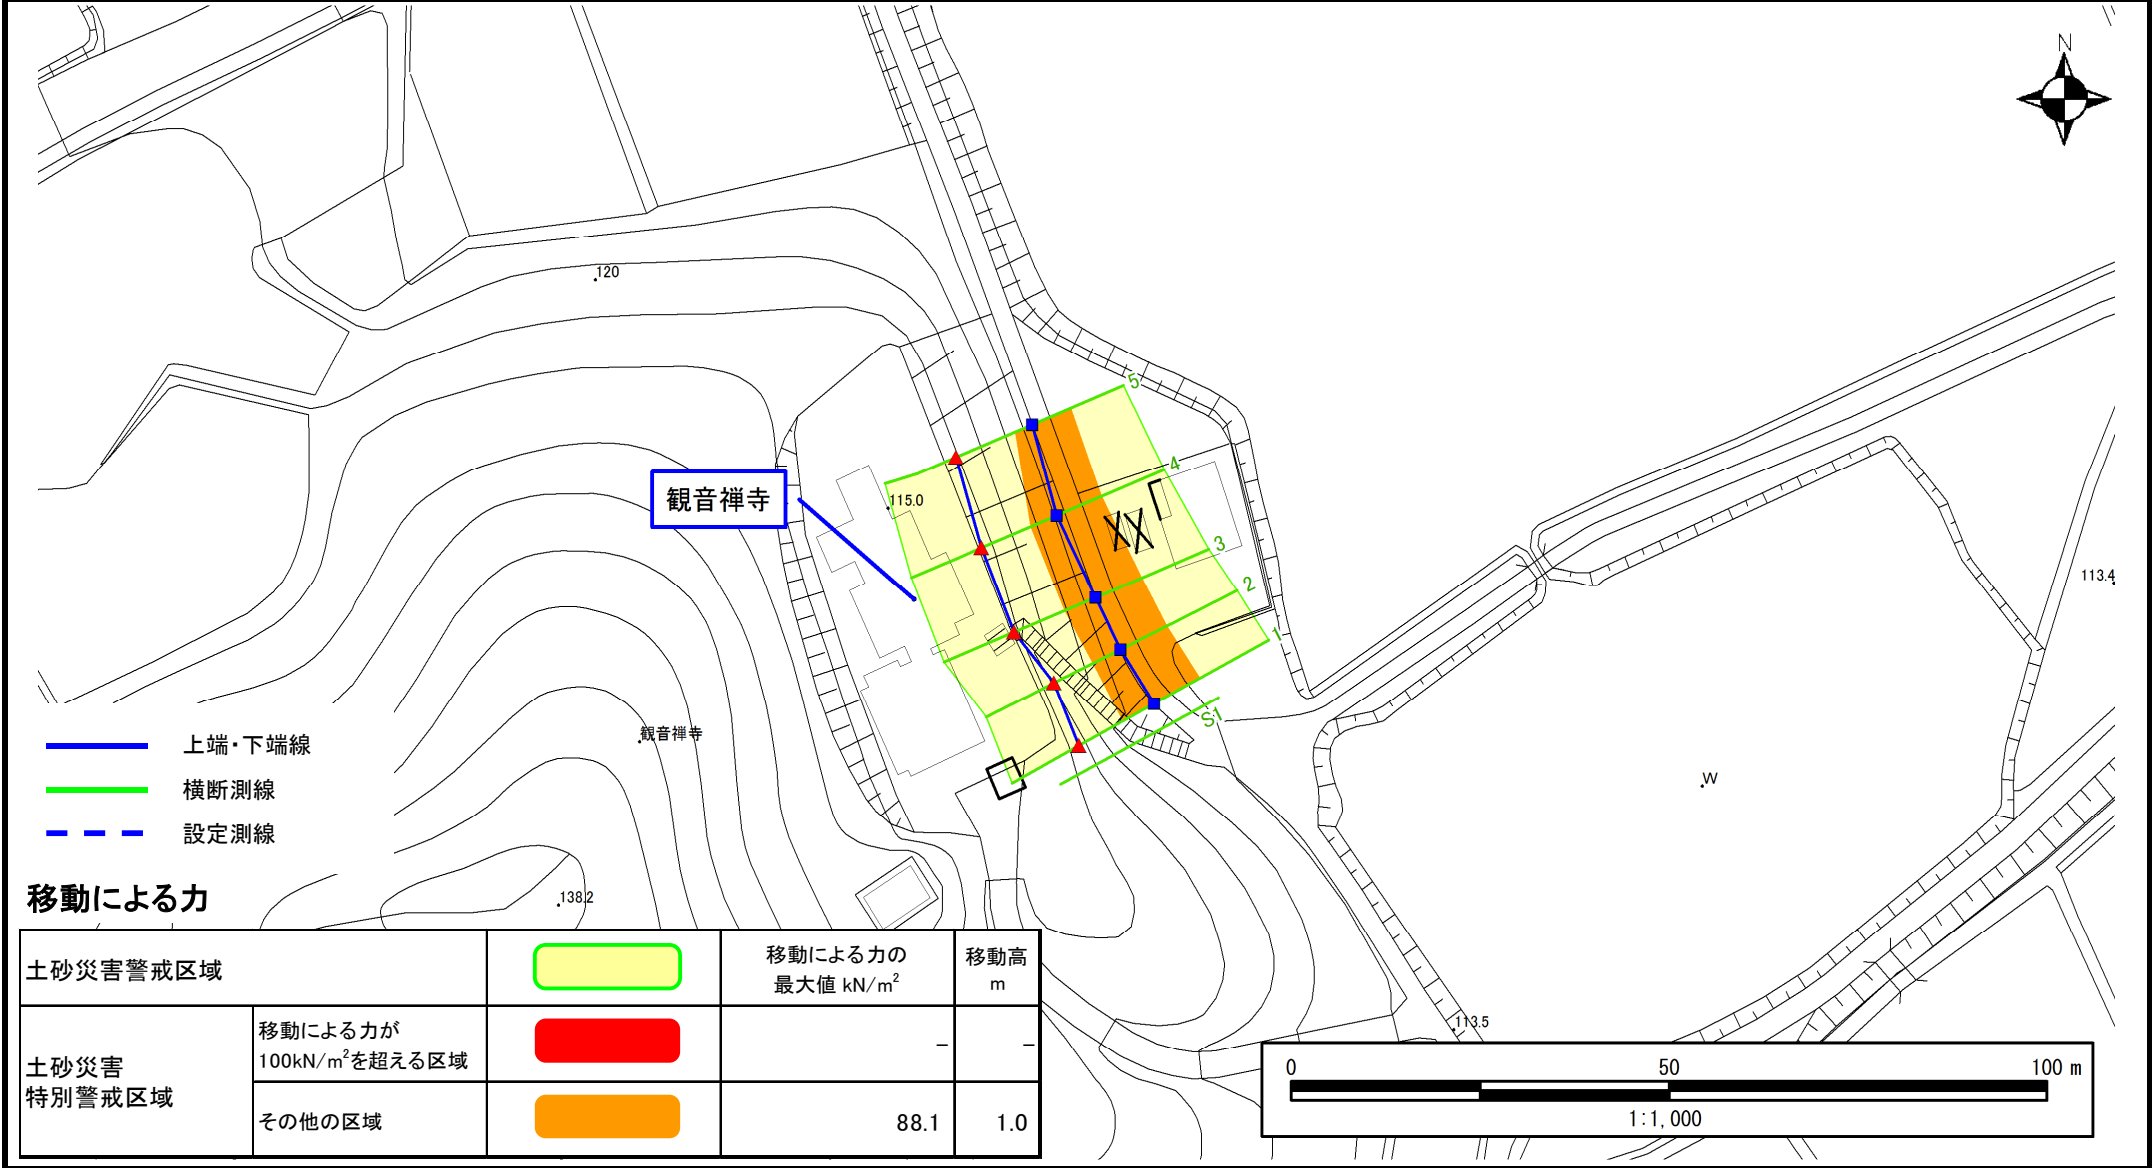 N
120
5
4
115.0
観音禅寺
3
2
113.4
1
S1
観音禅寺
W
上端・下端線
横断測線
設定測線
138.2
113.5
移動による力
土砂災害警戒区域
移動による力の
最大値 kN/m²
移動高
m
土砂災害
特別警戒区域
移動による力が
100kN/m²を超える区域
－
－
その他の区域
88.1
1.0
0 50 100 m
1:1,000